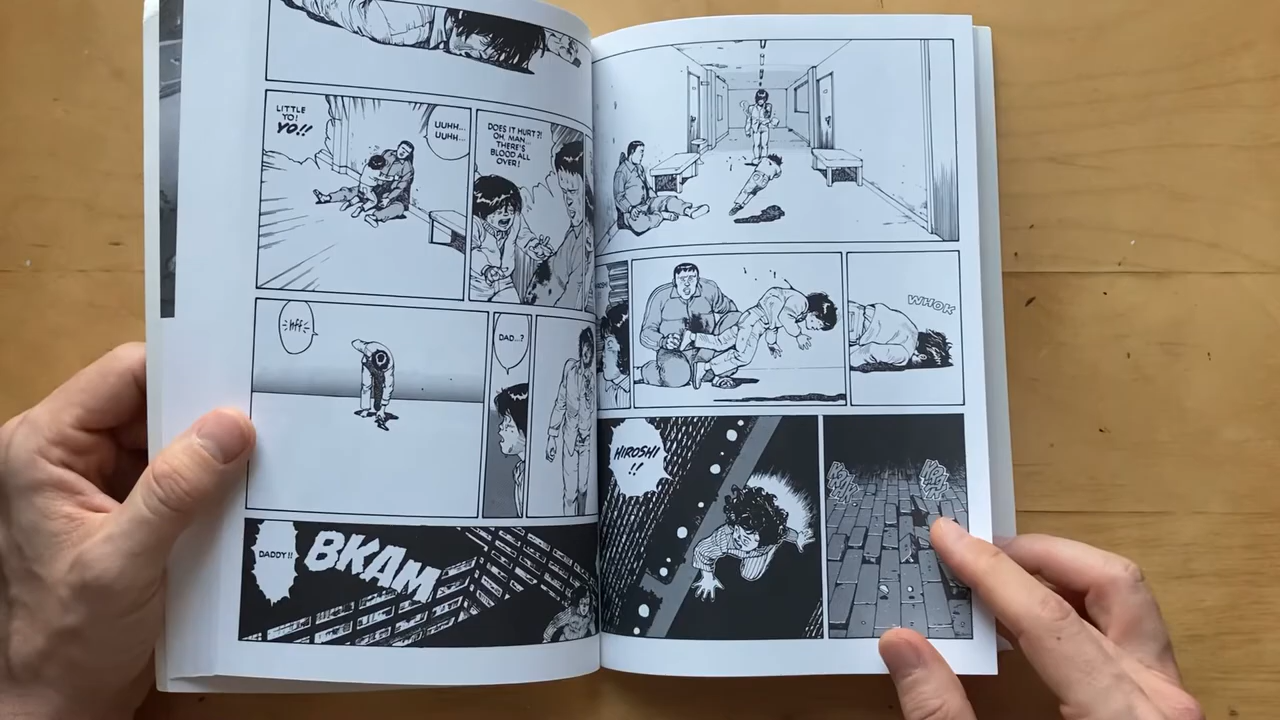 LITTLE
YO!
YO!!
UUHH...
UUHH...
DOES IT HURT?!
OH, MAN...
THERE'S
BLOOD ALL
OVER!
hff
DAD...?
DADDY!!
BKAM
WHOK
HIROSHI
!!